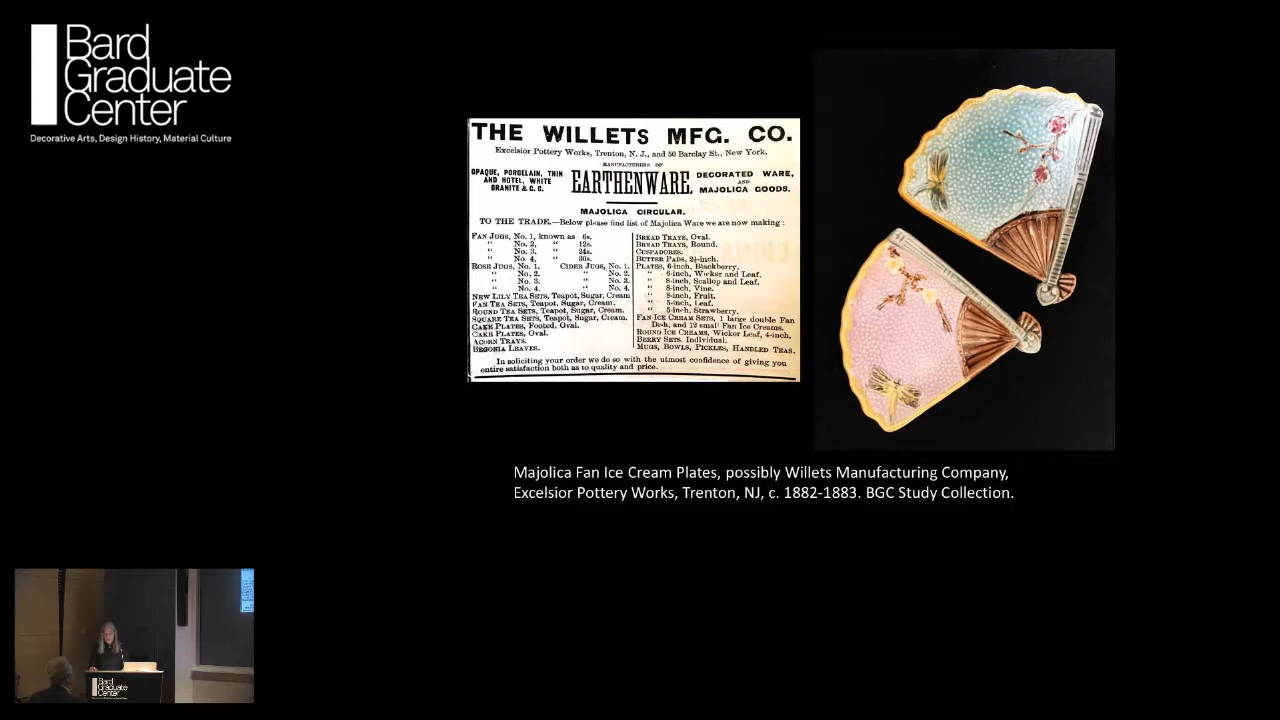 Bard
Graduate
Center
Decorative Arts, Design History, Material Culture
THE WILLETS MFG. CO.
Excelsior Pottery Works, Trenton, N. J., and 50 Barclay St., New York.
MANUFACTURERS OF
OPAQUE, PORCELAIN, THIN
AND HOTEL, WHITE
GRANITE & C. C.
EARTHENWARE,
DECORATED WARE,
AND
MAJOLICA GOODS.
MAJOLICA CIRCULAR.
TO THE TRADE.—Below please find list of Majolica Ware we are now making :
FAN JUGS, No. 1, known as 6s.
“ No. 2, “ 12s.
“ No. 3, “ 24s.
“ No. 4, “ 30s.
ROSE JUGS, No. 1. CIDER JUGS, No. 1.
“ No. 2. “ No. 2.
“ No. 3. “ No. 3.
“ No. 4. “ No. 4.
NEW LILY TEA SETS, Teapot, Sugar, Cream
FAN TEA SETS, Teapot, Sugar, Cream.
ROUND TEA SETS, Teapot, Sugar, Cream.
SQUARE TEA SETS, Teapot, Sugar, Cream.
CAKE PLATES, Footed, Oval.
CAKE PLATES, Oval.
ACORN TRAYS.
BEGONIA LEAVES.
BREAD TRAYS, Oval.
BREAD TRAYS, Round.
CUSPADORES.
BUTTER PADS, 2½-inch.
PLATES, 6-inch, Blackberry.
“ 6-inch, Wicker and Leaf.
“ 8-inch, Scallop and Leaf.
“ 8-inch, Vine.
“ 8-inch, Fruit.
“ 5-inch, Leaf.
“ 5-inch, Strawberry.
FAN ICE CREAM SETS, 1 large double Fan
Dish, and 12 small Fan Ice Creams.
ROUND ICE CREAMS, Wicker Leaf, 4-inch.
BERRY SETS. Individual.
MUGS, BOWLS, PICKLES, HANDLED TEAS.
In soliciting your order we do so with the utmost confidence of giving you
entire satisfaction both as to quality and price.
Majolica Fan Ice Cream Plates, possibly Willets Manufacturing Company,
Excelsior Pottery Works, Trenton, NJ, c. 1882-1883. BGC Study Collection.
Bard
Graduate
Center